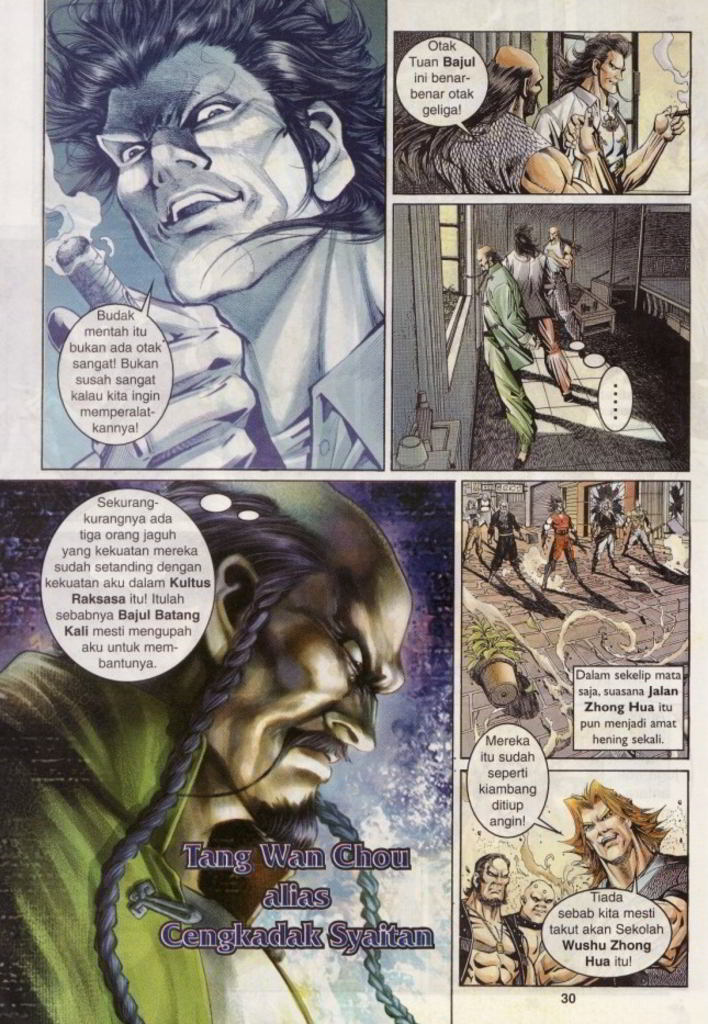 Budak
mentah itu
bukan ada otak
sangat! Bukan
susah sangat
kalau kita ingin
memperalat-
kannya!
Otak
Tuan Bajul
ini benar-
benar otak
geliga!
.....
Sekurang-
kurangnya ada
tiga orang jaguh
yang kekuatan mereka
sudah setanding dengan
kekuatan aku dalam Kultus
Raksasa itu! Itulah
sebabnya Bajul Batang
Kali mesti mengupah
aku untuk mem-
bantunya.
Tang Wan Chou
alias
Cengkadak Syaitan
Dalam sekelip mata
saja, suasana Jalan
Zhong Hua itu
pun menjadi amat
hening sekali.
Mereka
itu sudah
seperti
kiambang
ditiup
angin!
Tiada
sebab kita mesti
takut akan Sekolah
Wushu Zhong
Hua itu!
30